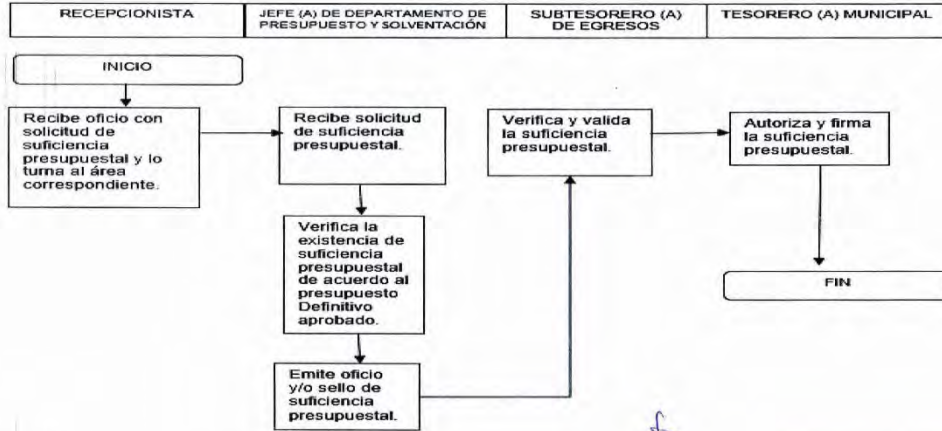 RECEPCIONISTA
JEFE (A) DE DEPARTAMENTO DE
PRESUPUESTO Y SOLVENTACIÓN
SUBTESORERO (A)
DE EGRESOS
TESORERO (A) MUNICIPAL
INICIO
Recibe oficio con
solicitud de
suficiencia
presupuestal y lo
turna al área
correspondiente.
Recibe solicitud
de suficiencia
presupuestal.
Verifica la
existencia de
suficiencia
presupuestal
de acuerdo al
presupuesto
Definitivo
aprobado.
Emite oficio
y/o sello de
suficiencia
presupuestal.
Verifica y valida
la suficiencia
presupuestal.
Autoriza y firma
la suficiencia
presupuestal.
FIN